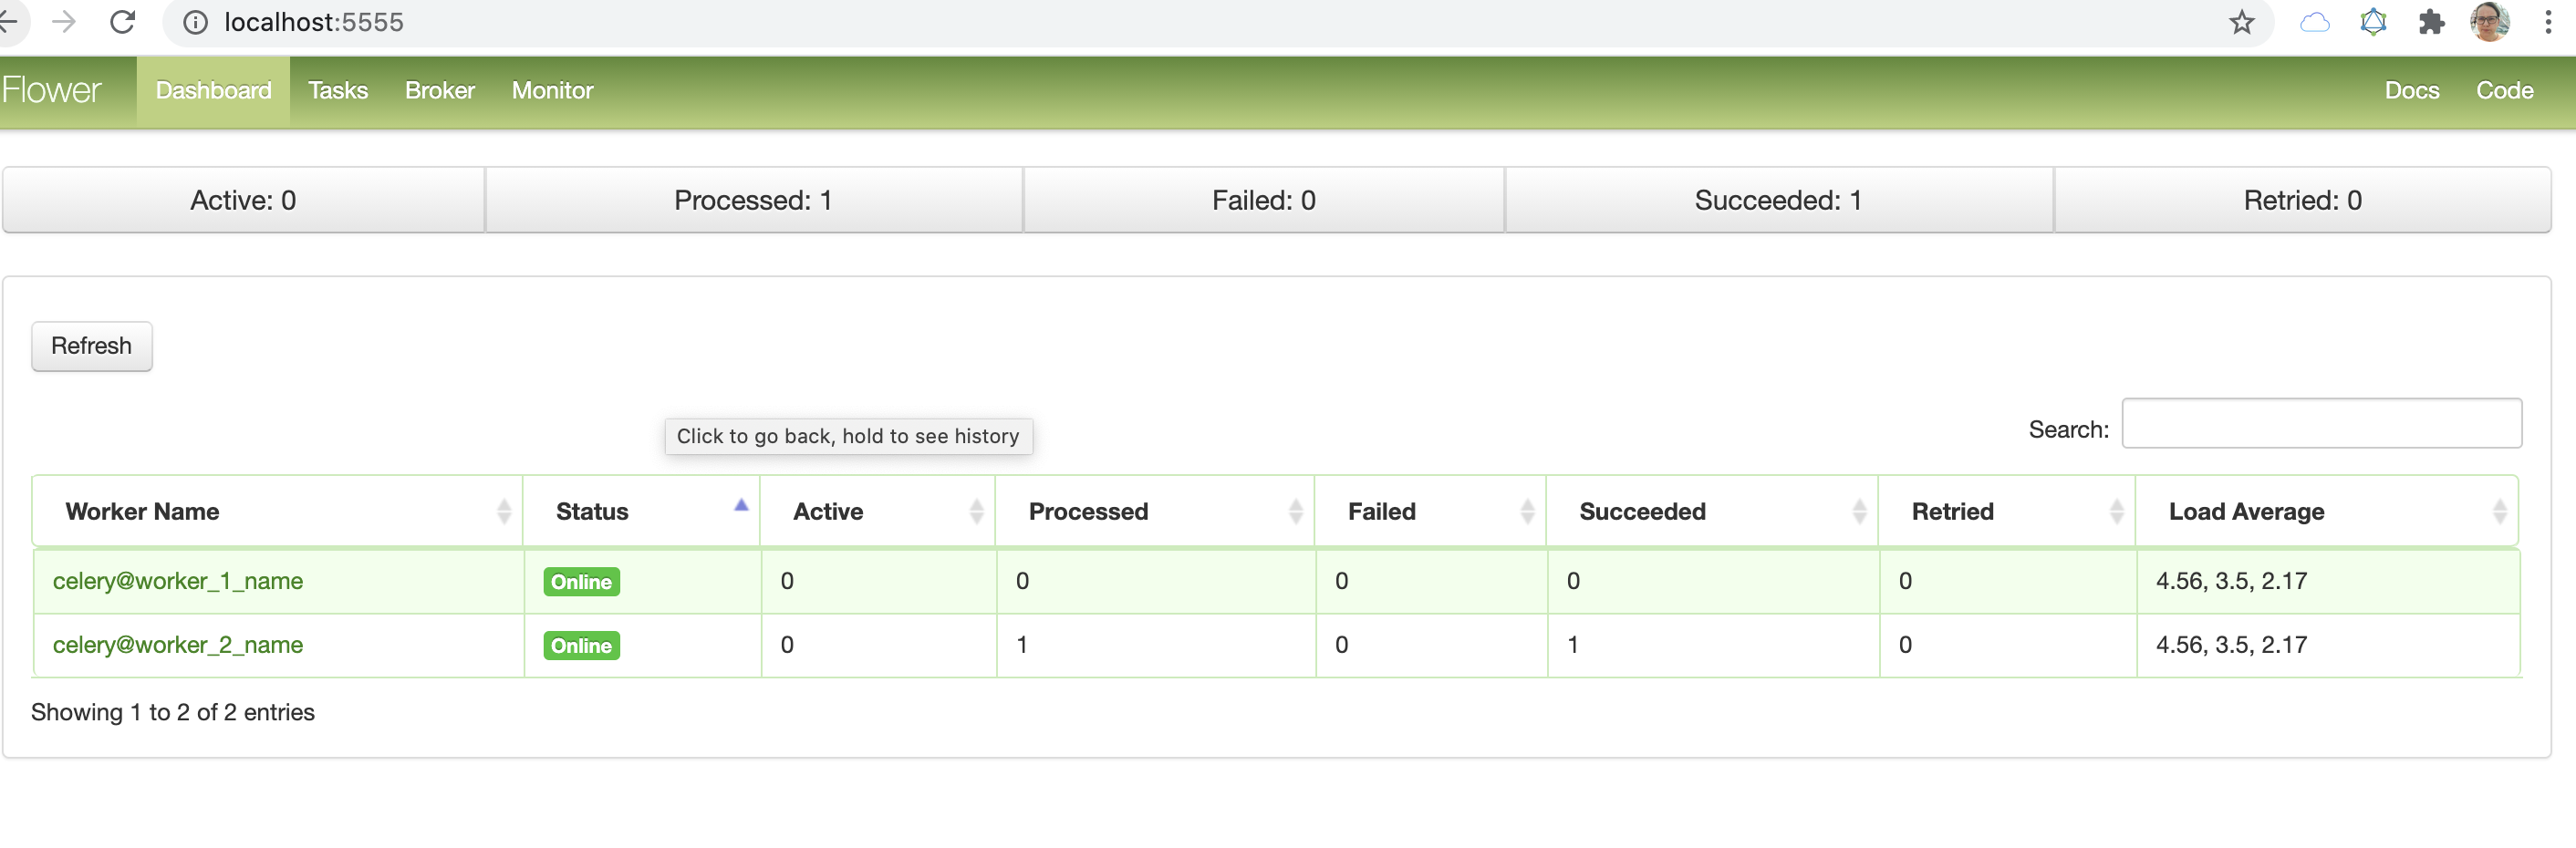 localhost:5555
Flower Dashboard Tasks Broker Monitor Docs Code
Active: 0 Processed: 1 Failed: 0 Succeeded: 1 Retried: 0
Refresh
Click to go back, hold to see history
Search:
Worker Name Status Active Processed Failed Succeeded Retried Load Average
celery@worker_1_name Online 0 0 0 0 0 4.56, 3.5, 2.17
celery@worker_2_name Online 0 1 0 1 0 4.56, 3.5, 2.17
Showing 1 to 2 of 2 entries